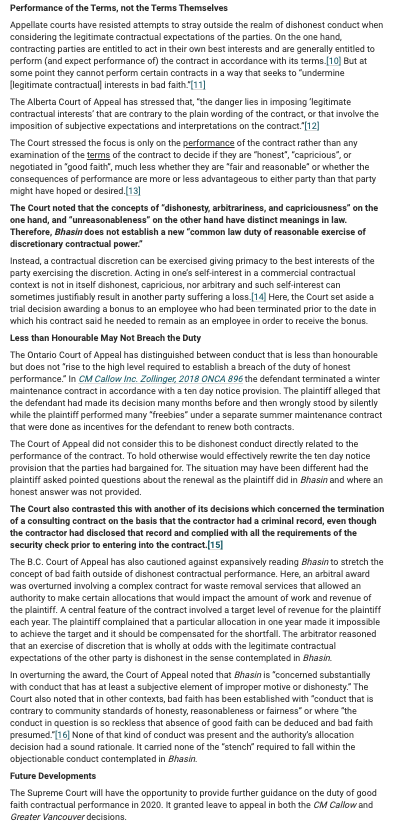 Performance of the Terms, not the Terms Themselves
Appellate courts have resisted attempts to stray outside the realm of dishonest conduct when
considering the legitimate contractual expectations of the parties. On the one hand,
contracting parties are entitled to act in their own best interests and are generally entitled to
perform (and expect performance of) the contract in accordance with its terms.[10] But at
some point they cannot perform certain contracts in a way that seeks to "undermine
[legitimate contractual] interests in bad faith."[11]
The Alberta Court of Appeal has stressed that, "the danger lies in imposing 'legitimate
contractual interests' that are contrary to the plain wording of the contract, or that involve
the imposition of subjective expectations and interpretations on the contract."[12]
The Court stressed the focus is only on the performance of the contract rather than any
examination of the terms of the contract to decide if they are "honest", "capricious", or
negotiated in "good faith", much less whether they are "fair and reasonable" or whether the
consequences of performance are more or less advantageous to either party than that party
might have hoped or desired.[13]
The Court noted that the concepts of "dishonesty, arbitrariness, and capriciousness" on the
one hand, and "unreasonableness" on the other hand have distinct meanings in law.
Therefore, Bhasin does not establish a new "common law duty of reasonable exercise of
discretionary contractual power."
Instead, a contractual discretion can be exercised giving primacy to the best interests of the
party exercising the discretion. Acting in one's self-interest in a commercial contractual
context is not in itself dishonest, capricious, nor arbitrary and such self-interest can
sometimes justifiably result in another party suffering a loss.[14] Here, the Court set aside a
trial decision awarding a bonus to an employee who had been terminated prior to the date in
which his contract said he needed to remain as an employee in order to receive the bonus.
Less than Honourable May Not Breach the Duty
The Ontario Court of Appeal has distinguished between conduct that is less than honourable
but does not "rise to the high level required to establish a breach of the duty of honest
performance." In CM Callow Inc. Zollinger, 2018 ONCA 896 the defendant terminated a winter
maintenance contract in accordance with a ten day notice provision. The plaintiff alleged that
the defendant had made its decision many months before and then wrongly stood by silently
while the plaintiff performed many "freebies" under a separate summer maintenance contract
that were done as incentives for the defendant to renew both contracts.
The Court of Appeal did not consider this to be dishonest conduct directly related to the
performance of the contract. To hold otherwise would effectively rewrite the ten day notice
provision that the parties had bargained for. The situation may have been different had the
plaintiff asked pointed questions about the renewal as the plaintiff did in Bhasin and where an
honest answer was not provided.
The Court also contrasted this with another of its decisions which concerned the termination
of a consulting contract on the basis that the contractor had a criminal record, even though
the contractor had disclosed that record and complied with all the requirements of the
security check prior to entering into the contract.[15]
The B.C. Court of Appeal has also cautioned against expansively reading Bhasin to stretch the
concept of bad faith outside of dishonest contractual performance. Here, an arbitral award
was overturned involving a complex contract for waste removal services that allowed an
authority to make certain allocations that would impact the amount of work and revenue of
the plaintiff. A central feature of the contract involved a target level of revenue for the plaintiff
each year. The plaintiff complained that a particular allocation in one year made it impossible
to achieve the target and it should be compensated for the shortfall. The arbitrator reasoned
that an exercise of discretion that is wholly at odds with the legitimate contractual
expectations of the other party is dishonest in the sense contemplated in Bhasin.
In overturning the award, the Court of Appeal noted that Bhasin is "concerned substantially
with conduct that has at least a subjective element of improper motive or dishonesty." The
Court also noted that in other contexts, bad faith has been established with "conduct that is
contrary to community standards of honesty, reasonableness or fairness" or where "the
conduct in question is so reckless that absence of good faith can be deduced and bad faith
presumed."[16] None of that kind of conduct was present and the authority's allocation
decision had a sound rationale. It carried none of the "stench" required to fall within the
objectionable conduct contemplated in Bhasin.
Future Developments
The Supreme Court will have the opportunity to provide further guidance on the duty of good
faith contractual performance in 2020. It granted leave to appeal in both the CM Callow and
Greater Vancouver decisions.